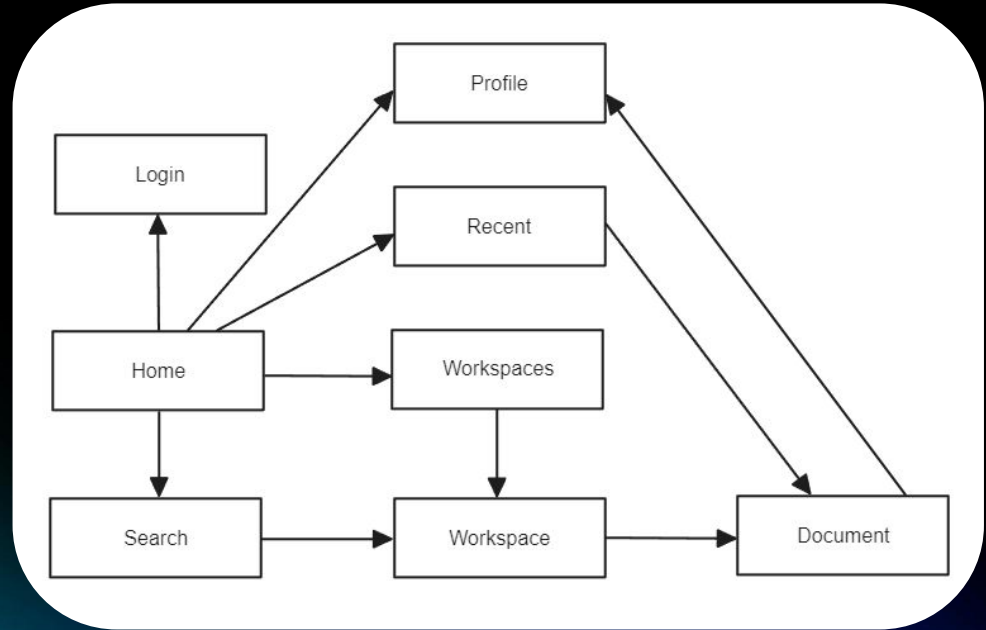 Profile
Login
Recent
Home
Workspaces
Search
Workspace
Document